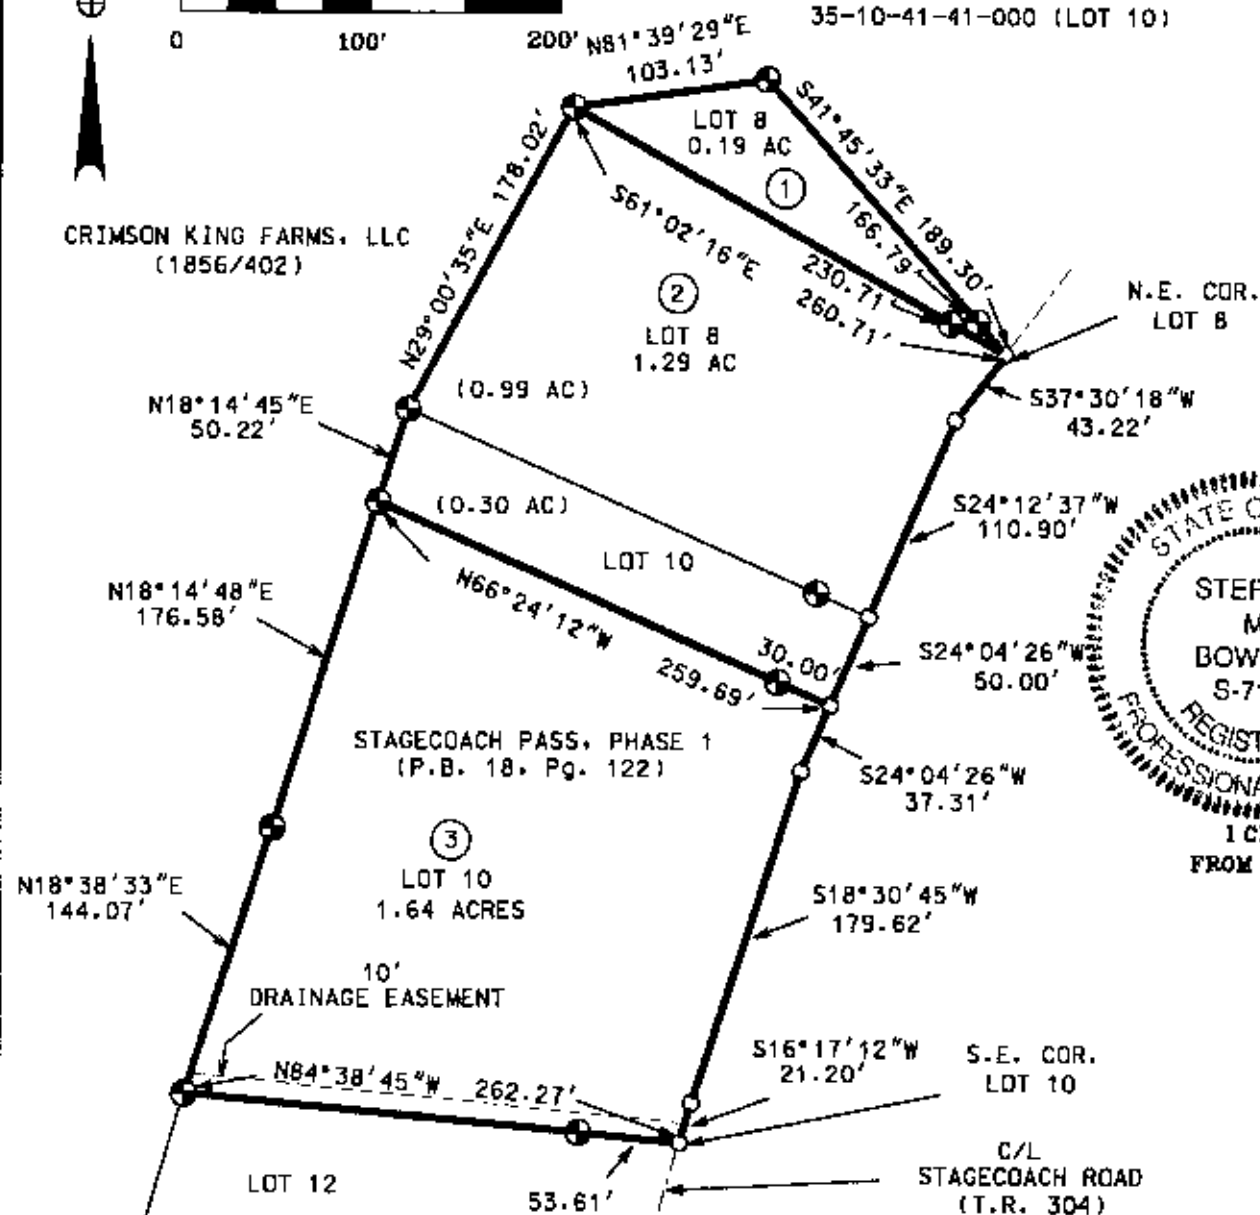 35-10-41-41-000 (LOT 10)
0 100' 200'
N81°39'29"E
103.13'
LOT 8
0.19 AC
1
S41°45'33"E 189.30'
166.79'
N29°00'35"E 178.02'
S61°02'16"E
230.71'
260.71'
CRIMSON KING FARMS, LLC
(1856/402)
2
LOT 8
1.29 AC
N.E. COR.
LOT 8
S37°30'18"W
43.22'
(0.99 AC)
N18°14'45"E
50.22'
(0.30 AC)
LOT 10
S24°12'37"W
110.90'
N66°24'12"W
259.69'
30.00'
S24°04'26"W
50.00'
N18°14'48"E
176.58'
STAGECOACH PASS, PHASE 1
(P.B. 18, Pg. 122)
S24°04'26"W
37.31'
3
LOT 10
1.64 ACRES
N18°38'33"E
144.07'
S18°30'45"W
179.62'
10'
DRAINAGE EASEMENT
N84°38'45"W 262.27'
S16°17'12"W
21.20'
S.E. COR.
LOT 10
LOT 12
53.61'
C/L
STAGECOACH ROAD
(T.R. 304)
STATE O
STEP
M
BOW
S-7
REGIST
PROFESSIONA
1 C
FROM